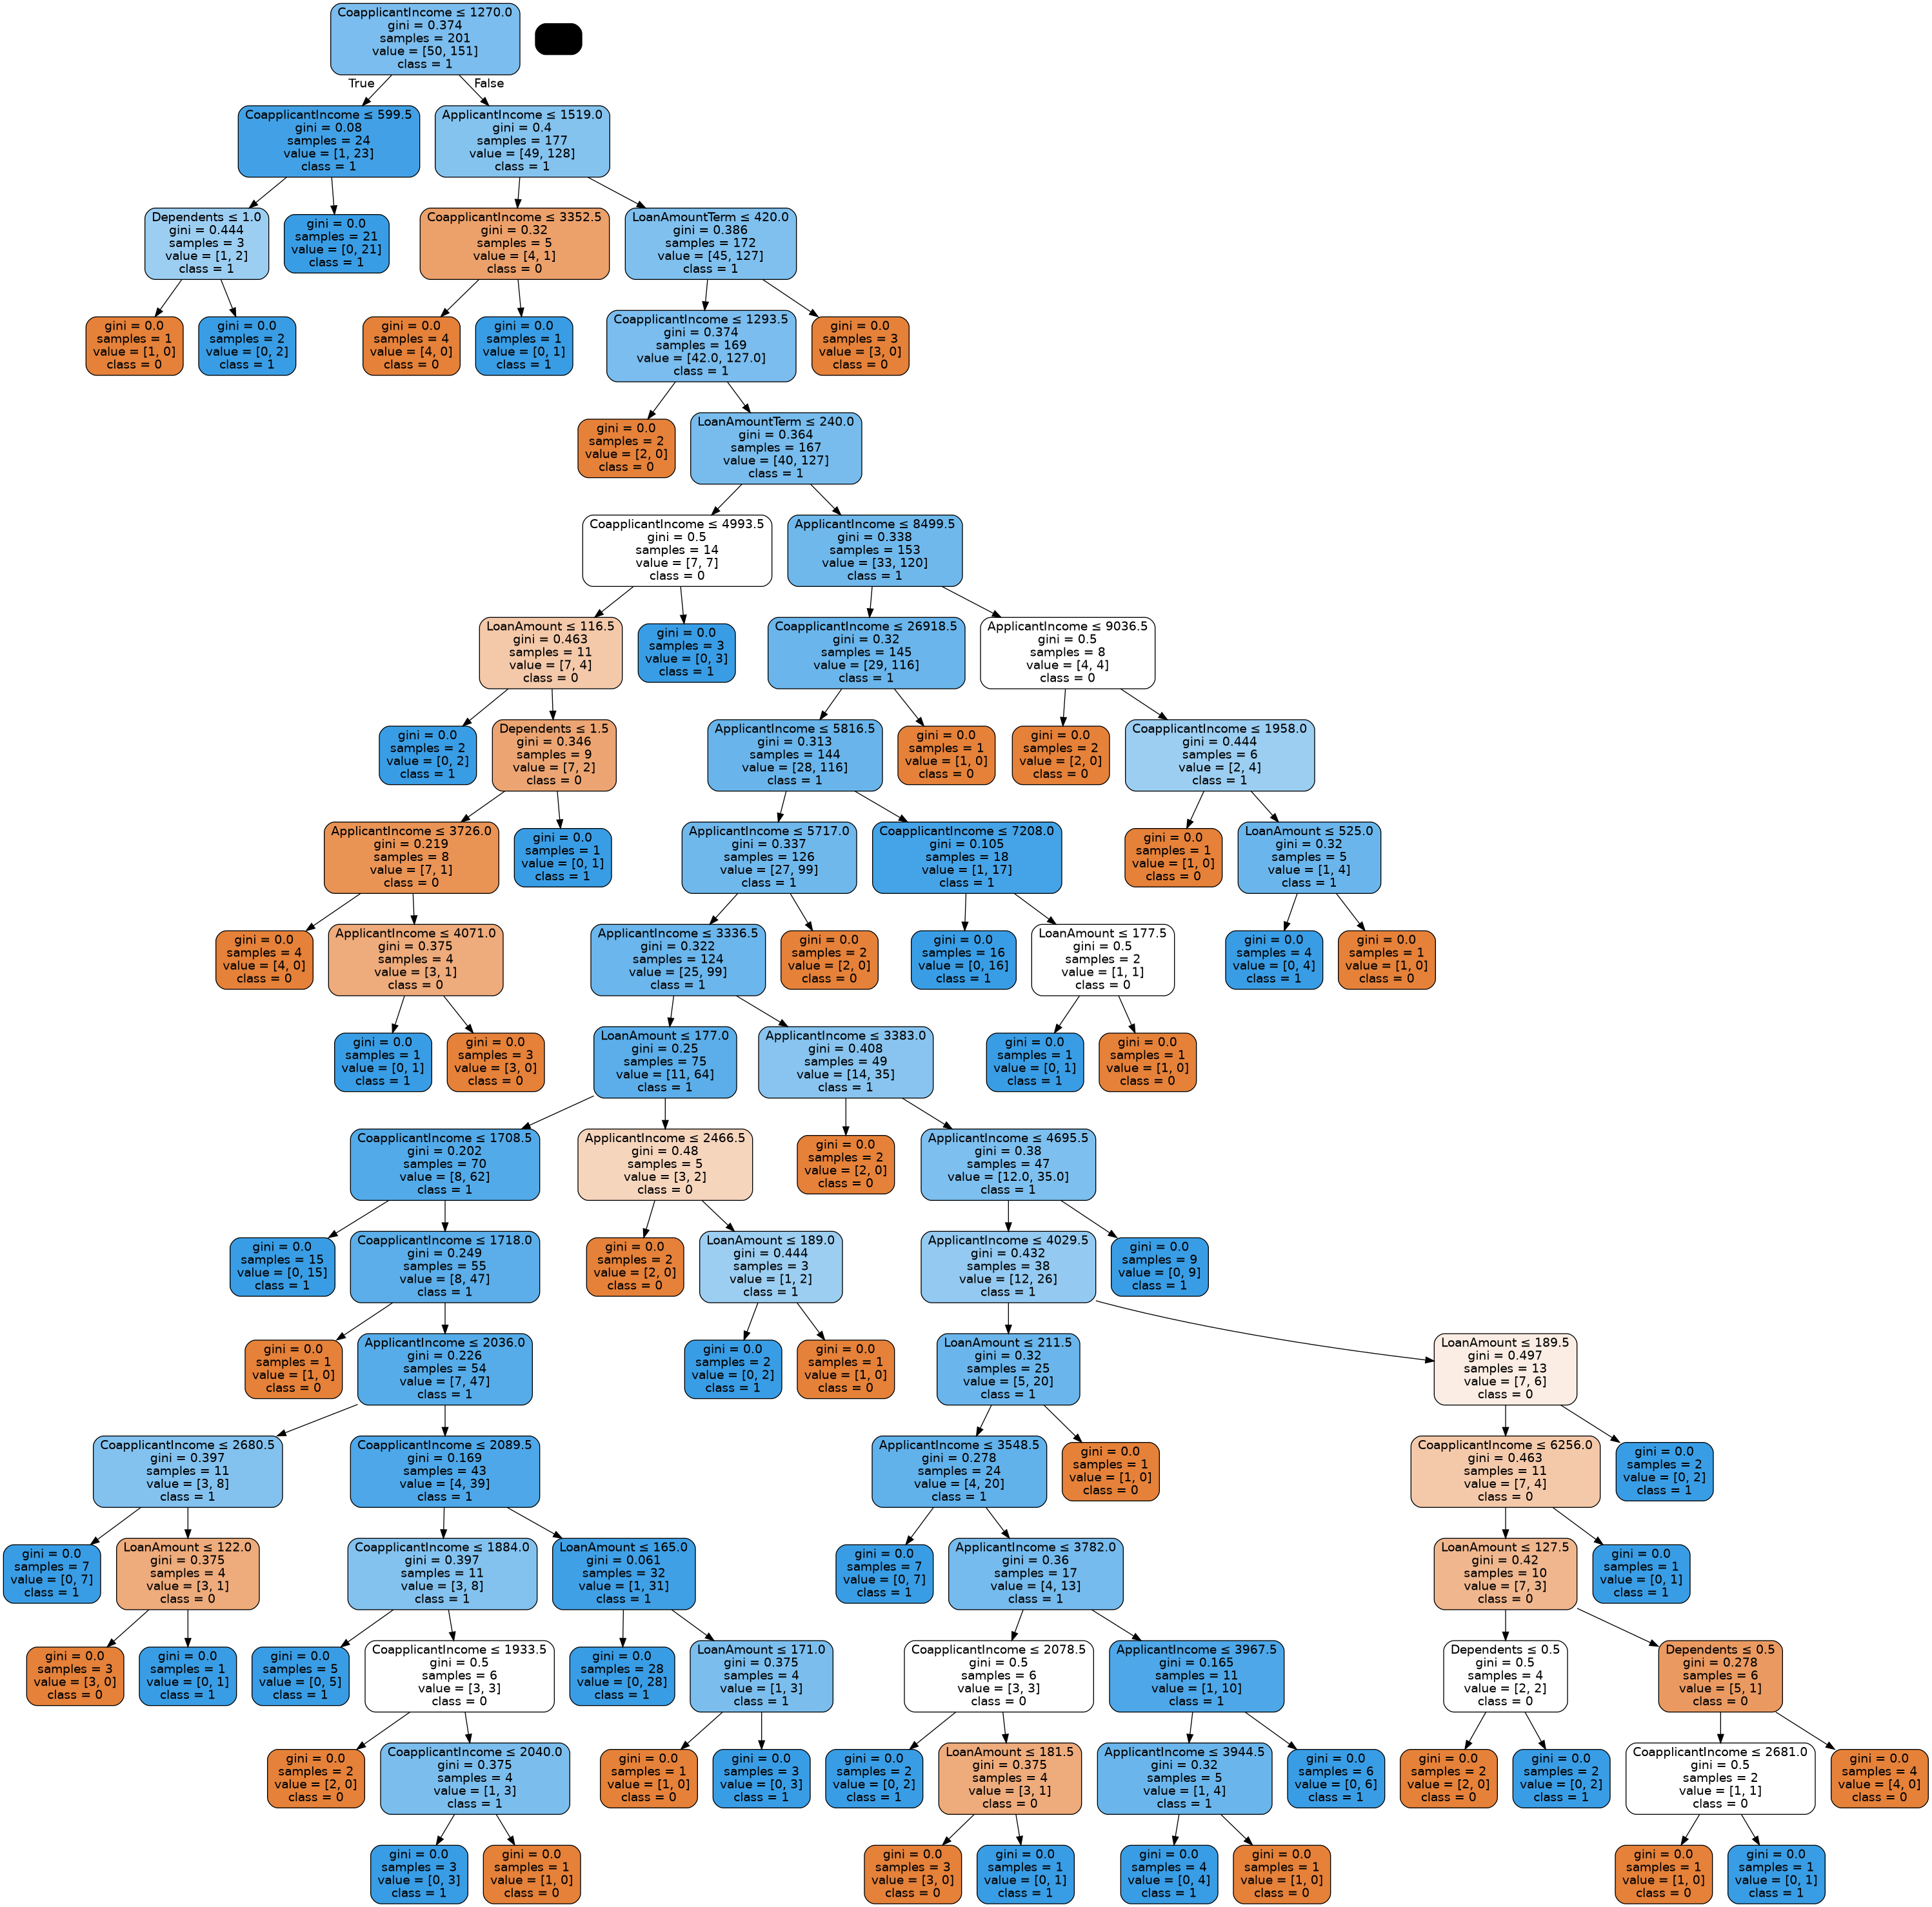 CoapplicantIncome ≤ 1270.0
gini = 0.374
samples = 201
value = [50, 151]
class = 1
True
False
CoapplicantIncome ≤ 599.5
gini = 0.08
samples = 24
value = [1, 23]
class = 1
ApplicantIncome ≤ 1519.0
gini = 0.4
samples = 177
value = [49, 128]
class = 1
Dependents ≤ 1.0
gini = 0.444
samples = 3
value = [1, 2]
class = 1
gini = 0.0
samples = 21
value = [0, 21]
class = 1
CoapplicantIncome ≤ 3352.5
gini = 0.32
samples = 5
value = [4, 1]
class = 0
LoanAmountTerm ≤ 420.0
gini = 0.386
samples = 172
value = [45, 127]
class = 1
gini = 0.0
samples = 1
value = [1, 0]
class = 0
gini = 0.0
samples = 2
value = [0, 2]
class = 1
gini = 0.0
samples = 4
value = [4, 0]
class = 0
gini = 0.0
samples = 1
value = [0, 1]
class = 1
CoapplicantIncome ≤ 1293.5
gini = 0.374
samples = 169
value = [42.0, 127.0]
class = 1
gini = 0.0
samples = 3
value = [3, 0]
class = 0
gini = 0.0
samples = 2
value = [2, 0]
class = 0
LoanAmountTerm ≤ 240.0
gini = 0.364
samples = 167
value = [40, 127]
class = 1
CoapplicantIncome ≤ 4993.5
gini = 0.5
samples = 14
value = [7, 7]
class = 0
ApplicantIncome ≤ 8499.5
gini = 0.338
samples = 153
value = [33, 120]
class = 1
LoanAmount ≤ 116.5
gini = 0.463
samples = 11
value = [7, 4]
class = 0
gini = 0.0
samples = 3
value = [0, 3]
class = 1
CoapplicantIncome ≤ 26918.5
gini = 0.32
samples = 145
value = [29, 116]
class = 1
ApplicantIncome ≤ 9036.5
gini = 0.5
samples = 8
value = [4, 4]
class = 0
gini = 0.0
samples = 2
value = [0, 2]
class = 1
Dependents ≤ 1.5
gini = 0.346
samples = 9
value = [7, 2]
class = 0
ApplicantIncome ≤ 5816.5
gini = 0.313
samples = 144
value = [28, 116]
class = 1
gini = 0.0
samples = 1
value = [1, 0]
class = 0
gini = 0.0
samples = 2
value = [2, 0]
class = 0
CoapplicantIncome ≤ 1958.0
gini = 0.444
samples = 6
value = [2, 4]
class = 1
ApplicantIncome ≤ 3726.0
gini = 0.219
samples = 8
value = [7, 1]
class = 0
gini = 0.0
samples = 1
value = [0, 1]
class = 1
ApplicantIncome ≤ 5717.0
gini = 0.337
samples = 126
value = [27, 99]
class = 1
CoapplicantIncome ≤ 7208.0
gini = 0.105
samples = 18
value = [1, 17]
class = 1
gini = 0.0
samples = 1
value = [1, 0]
class = 0
LoanAmount ≤ 525.0
gini = 0.32
samples = 5
value = [1, 4]
class = 1
gini = 0.0
samples = 4
value = [4, 0]
class = 0
ApplicantIncome ≤ 4071.0
gini = 0.375
samples = 4
value = [3, 1]
class = 0
ApplicantIncome ≤ 3336.5
gini = 0.322
samples = 124
value = [25, 99]
class = 1
gini = 0.0
samples = 2
value = [2, 0]
class = 0
gini = 0.0
samples = 16
value = [0, 16]
class = 1
LoanAmount ≤ 177.5
gini = 0.5
samples = 2
value = [1, 1]
class = 0
gini = 0.0
samples = 4
value = [0, 4]
class = 1
gini = 0.0
samples = 1
value = [1, 0]
class = 0
gini = 0.0
samples = 1
value = [0, 1]
class = 1
gini = 0.0
samples = 3
value = [3, 0]
class = 0
LoanAmount ≤ 177.0
gini = 0.25
samples = 75
value = [11, 64]
class = 1
ApplicantIncome ≤ 3383.0
gini = 0.408
samples = 49
value = [14, 35]
class = 1
gini = 0.0
samples = 1
value = [0, 1]
class = 1
gini = 0.0
samples = 1
value = [1, 0]
class = 0
CoapplicantIncome ≤ 1708.5
gini = 0.202
samples = 70
value = [8, 62]
class = 1
ApplicantIncome ≤ 2466.5
gini = 0.48
samples = 5
value = [3, 2]
class = 0
gini = 0.0
samples = 2
value = [2, 0]
class = 0
ApplicantIncome ≤ 4695.5
gini = 0.38
samples = 47
value = [12.0, 35.0]
class = 1
gini = 0.0
samples = 15
value = [0, 15]
class = 1
CoapplicantIncome ≤ 1718.0
gini = 0.249
samples = 55
value = [8, 47]
class = 1
gini = 0.0
samples = 2
value = [2, 0]
class = 0
LoanAmount ≤ 189.0
gini = 0.444
samples = 3
value = [1, 2]
class = 1
ApplicantIncome ≤ 4029.5
gini = 0.432
samples = 38
value = [12, 26]
class = 1
gini = 0.0
samples = 9
value = [0, 9]
class = 1
gini = 0.0
samples = 1
value = [1, 0]
class = 0
ApplicantIncome ≤ 2036.0
gini = 0.226
samples = 54
value = [7, 47]
class = 1
gini = 0.0
samples = 2
value = [0, 2]
class = 1
gini = 0.0
samples = 1
value = [1, 0]
class = 0
LoanAmount ≤ 211.5
gini = 0.32
samples = 25
value = [5, 20]
class = 1
LoanAmount ≤ 189.5
gini = 0.497
samples = 13
value = [7, 6]
class = 0
CoapplicantIncome ≤ 2680.5
gini = 0.397
samples = 11
value = [3, 8]
class = 1
CoapplicantIncome ≤ 2089.5
gini = 0.169
samples = 43
value = [4, 39]
class = 1
ApplicantIncome ≤ 3548.5
gini = 0.278
samples = 24
value = [4, 20]
class = 1
gini = 0.0
samples = 1
value = [1, 0]
class = 0
CoapplicantIncome ≤ 6256.0
gini = 0.463
samples = 11
value = [7, 4]
class = 0
gini = 0.0
samples = 2
value = [0, 2]
class = 1
gini = 0.0
samples = 7
value = [0, 7]
class = 1
LoanAmount ≤ 122.0
gini = 0.375
samples = 4
value = [3, 1]
class = 0
CoapplicantIncome ≤ 1884.0
gini = 0.397
samples = 11
value = [3, 8]
class = 1
LoanAmount ≤ 165.0
gini = 0.061
samples = 32
value = [1, 31]
class = 1
gini = 0.0
samples = 7
value = [0, 7]
class = 1
ApplicantIncome ≤ 3782.0
gini = 0.36
samples = 17
value = [4, 13]
class = 1
LoanAmount ≤ 127.5
gini = 0.42
samples = 10
value = [7, 3]
class = 0
gini = 0.0
samples = 1
value = [0, 1]
class = 1
gini = 0.0
samples = 3
value = [3, 0]
class = 0
gini = 0.0
samples = 1
value = [0, 1]
class = 1
gini = 0.0
samples = 5
value = [0, 5]
class = 1
CoapplicantIncome ≤ 1933.5
gini = 0.5
samples = 6
value = [3, 3]
class = 0
gini = 0.0
samples = 28
value = [0, 28]
class = 1
LoanAmount ≤ 171.0
gini = 0.375
samples = 4
value = [1, 3]
class = 1
CoapplicantIncome ≤ 2078.5
gini = 0.5
samples = 6
value = [3, 3]
class = 0
ApplicantIncome ≤ 3967.5
gini = 0.165
samples = 11
value = [1, 10]
class = 1
Dependents ≤ 0.5
gini = 0.5
samples = 4
value = [2, 2]
class = 0
Dependents ≤ 0.5
gini = 0.278
samples = 6
value = [5, 1]
class = 0
gini = 0.0
samples = 2
value = [2, 0]
class = 0
CoapplicantIncome ≤ 2040.0
gini = 0.375
samples = 4
value = [1, 3]
class = 1
gini = 0.0
samples = 1
value = [1, 0]
class = 0
gini = 0.0
samples = 3
value = [0, 3]
class = 1
gini = 0.0
samples = 2
value = [0, 2]
class = 1
LoanAmount ≤ 181.5
gini = 0.375
samples = 4
value = [3, 1]
class = 0
ApplicantIncome ≤ 3944.5
gini = 0.32
samples = 5
value = [1, 4]
class = 1
gini = 0.0
samples = 6
value = [0, 6]
class = 1
gini = 0.0
samples = 2
value = [2, 0]
class = 0
gini = 0.0
samples = 2
value = [0, 2]
class = 1
CoapplicantIncome ≤ 2681.0
gini = 0.5
samples = 2
value = [1, 1]
class = 0
gini = 0.0
samples = 4
value = [4, 0]
class = 0
gini = 0.0
samples = 3
value = [0, 3]
class = 1
gini = 0.0
samples = 1
value = [1, 0]
class = 0
gini = 0.0
samples = 3
value = [3, 0]
class = 0
gini = 0.0
samples = 1
value = [0, 1]
class = 1
gini = 0.0
samples = 4
value = [0, 4]
class = 1
gini = 0.0
samples = 1
value = [1, 0]
class = 0
gini = 0.0
samples = 1
value = [1, 0]
class = 0
gini = 0.0
samples = 1
value = [0, 1]
class = 1